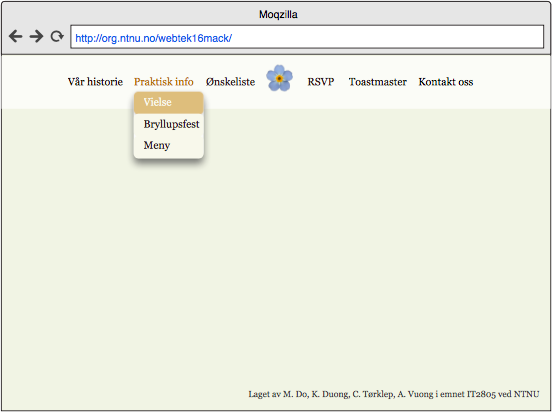 Moqzilla
http://org.ntnu.no/webtek16mack/
Vår historie Praktisk info Ønskeliste RSVP Toastmaster Kontakt oss
Vielse
Bryllupsfest
Meny
Laget av M. Do, K. Duong, C. Tørklep, A. Vuong i emnet IT2805 ved NTNU